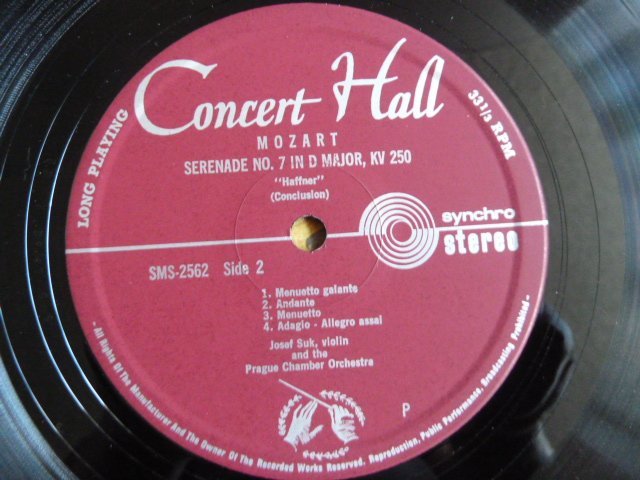 Concert Hall
LONG PLAYING
33 1/3 RPM
MOZART
SERENADE NO. 7 IN D MAJOR, KV 250
"Haffner"
(Conclusion)
synchro
stereo
SMS-2562 Side 2
1. Menuetto galante
2. Andante
3. Menuetto
4. Adagio - Allegro assai
Josef Suk, violin
and the
Prague Chamber Orchestra
P
- All Rights Of The Manufacturer And The Owner Of The Recorded Works Reserved. Reproduction, Public Performance, Broadcasting Prohibited -